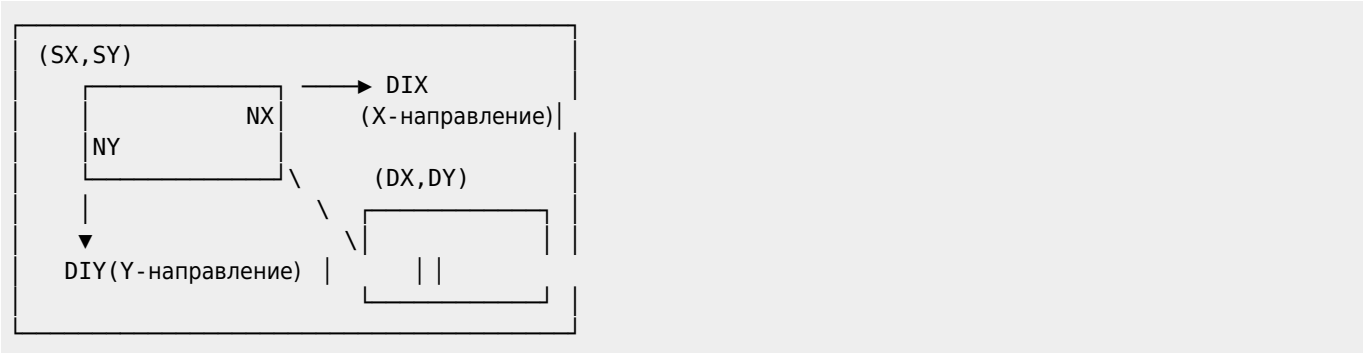 (SX,SY)
DIX
NX (X-направление)
NY
(DX,DY)
DIY(Y-направление)